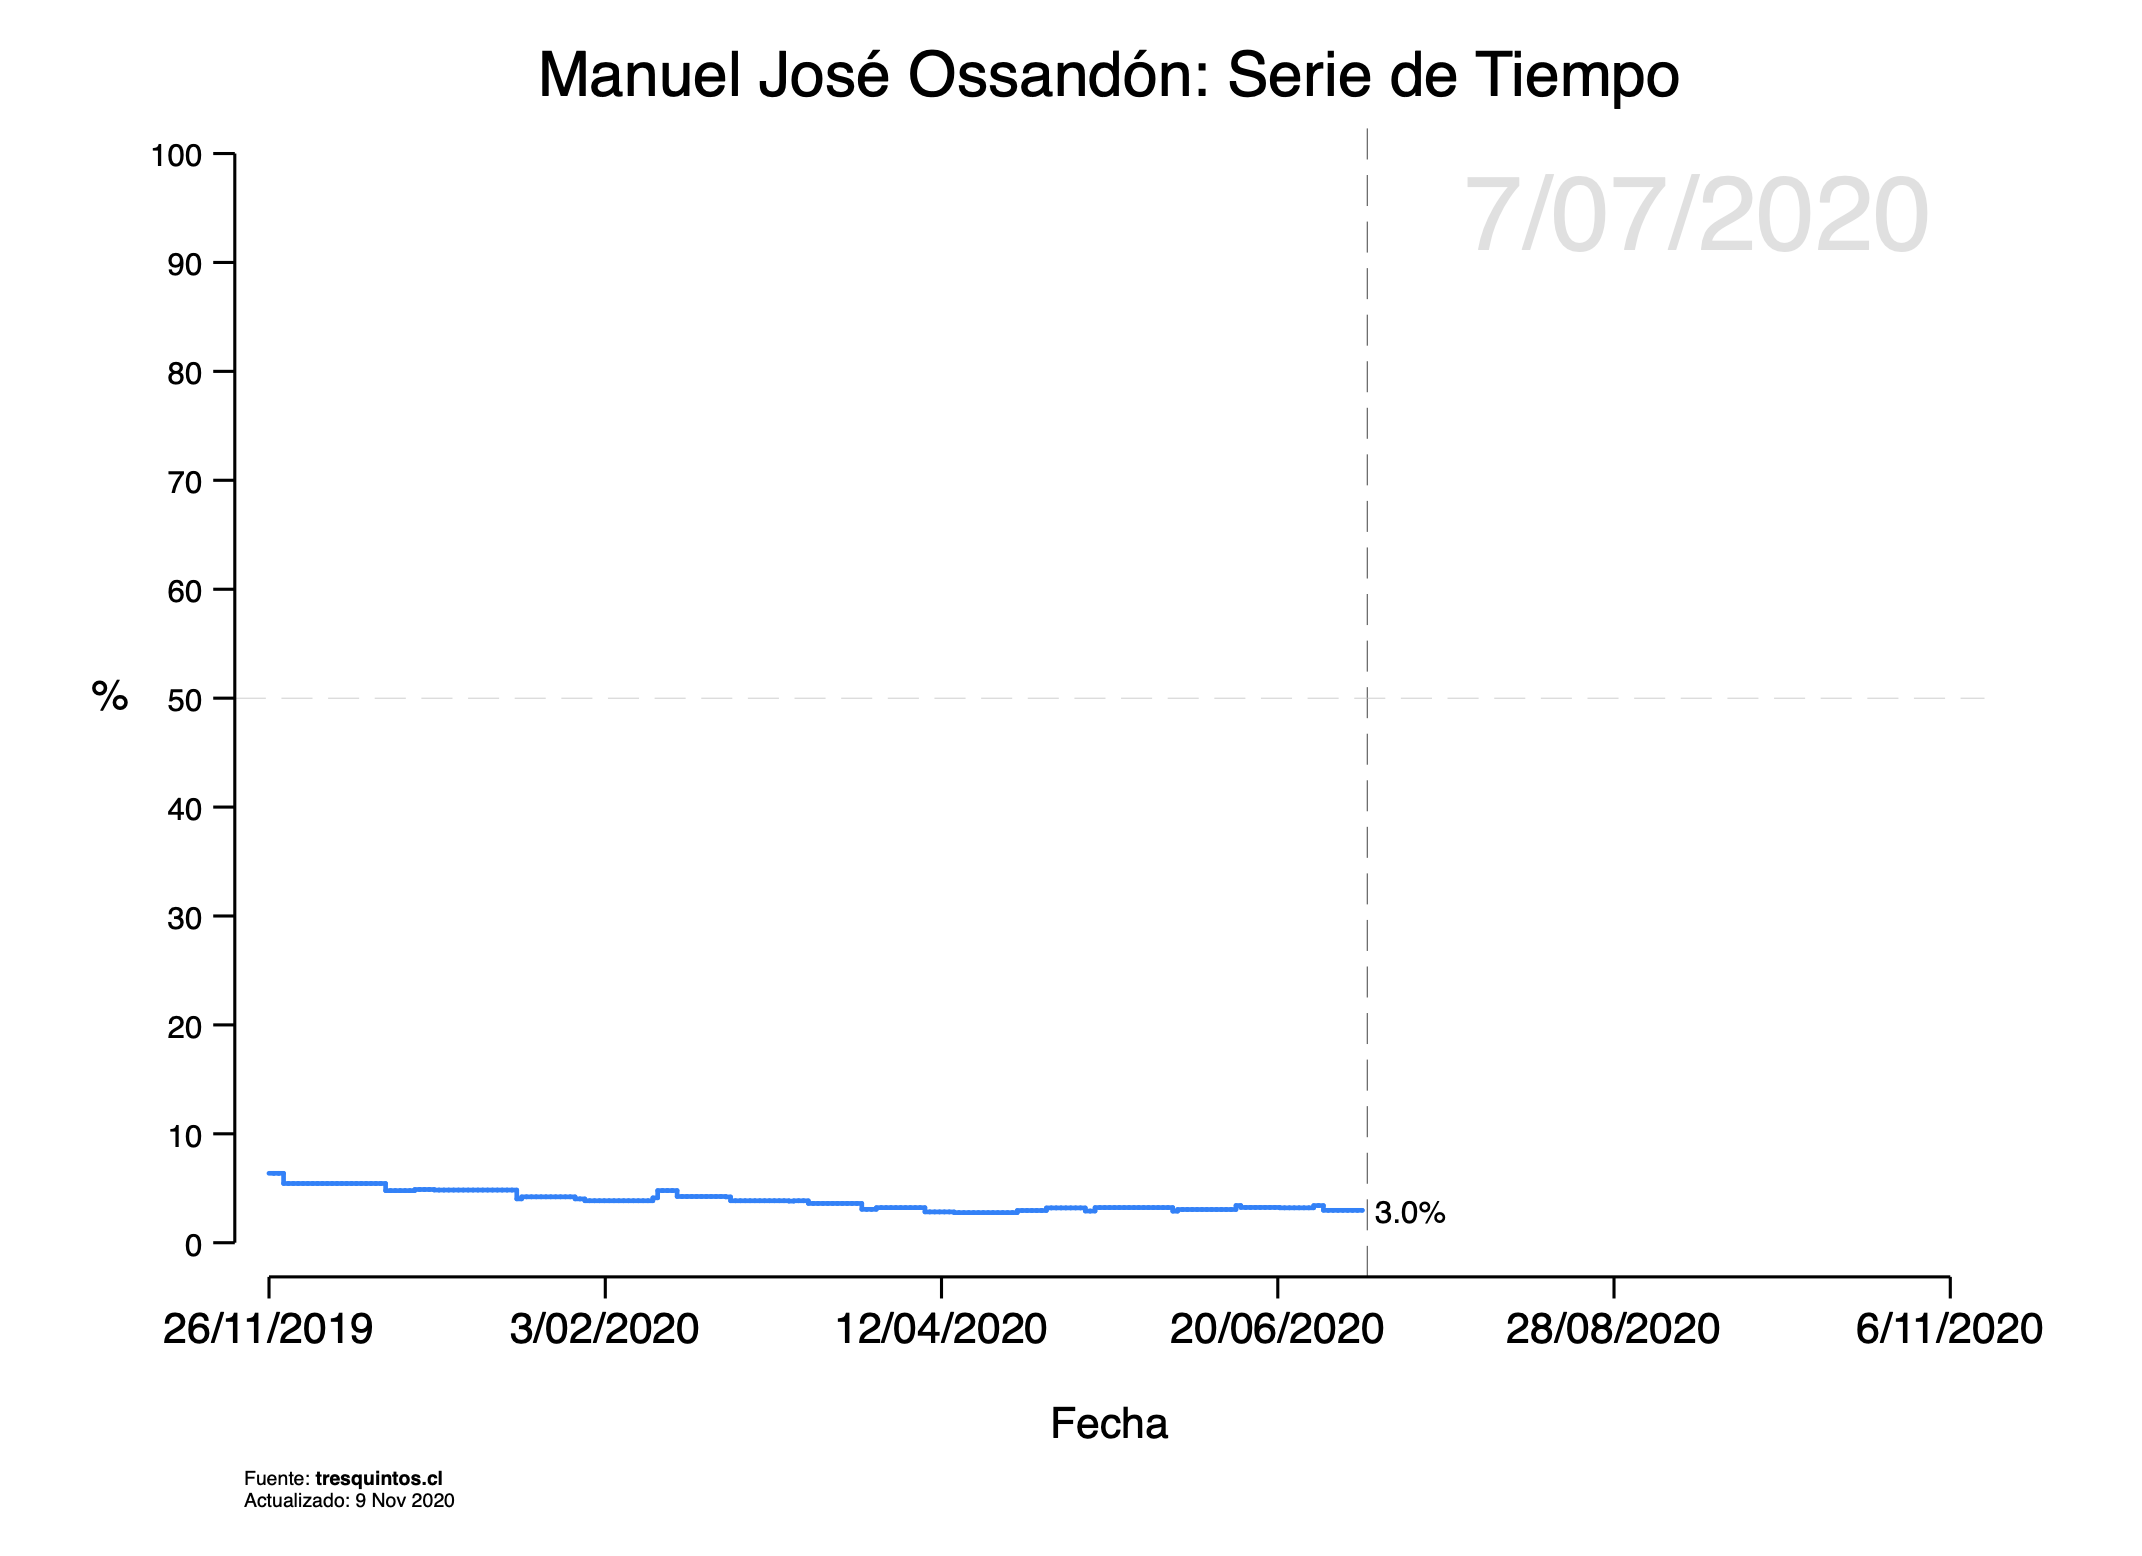 Manuel José Ossandón: Serie de Tiempo
7/07/2020
100
90
80
70
60
%
50
40
30
20
10
0
3.0%
26/11/2019 3/02/2020 12/04/2020 20/06/2020 28/08/2020 6/11/2020
Fecha
Fuente: tresquintos.cl
Actualizado: 9 Nov 2020